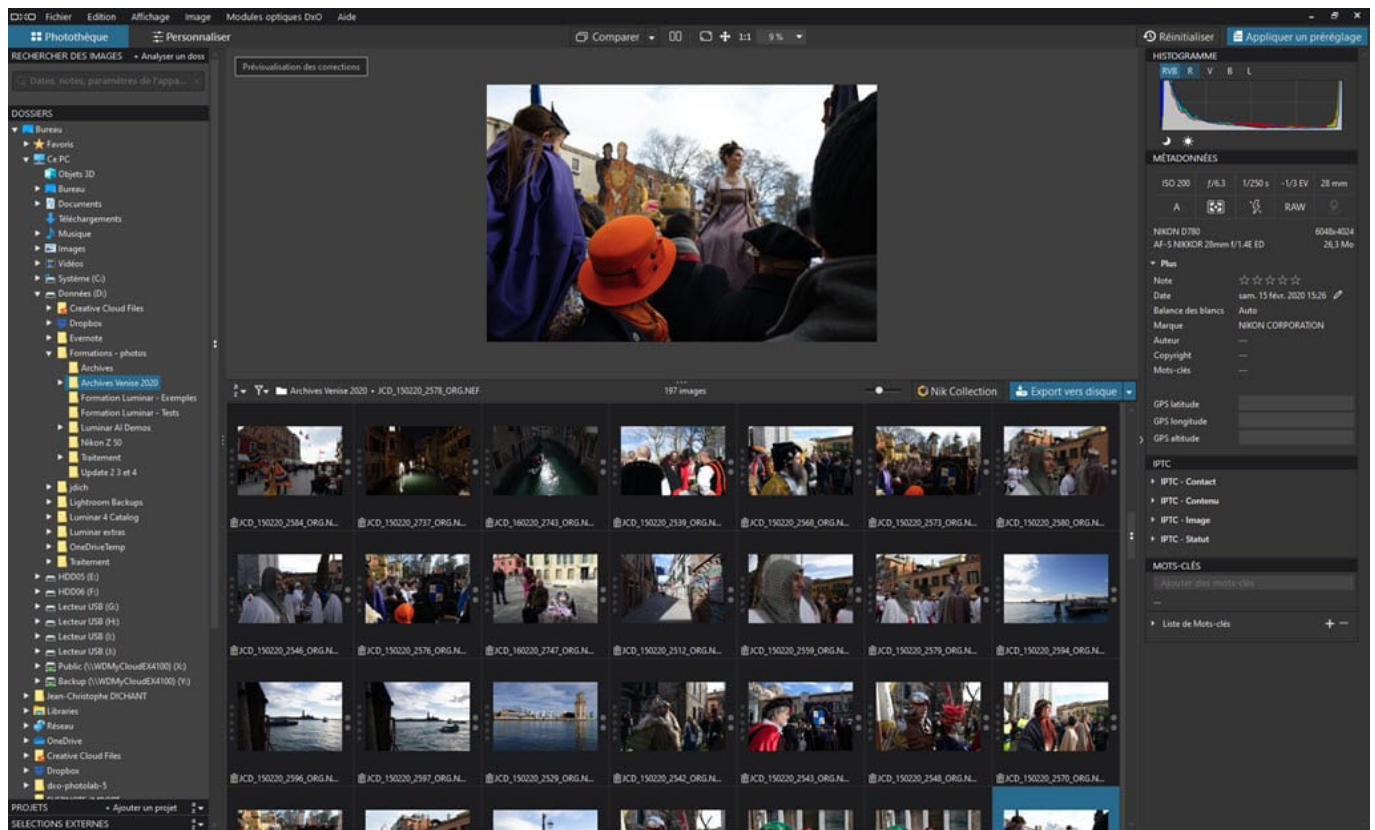 DXO Fichier Edition Affichage Image Modules optiques DxO Aide
Photothèque Personnaliser Comparer 1:1 9 % Réinitialiser Appliquer un préréglage
RECHERCHER DES IMAGES + Analyser un doss
Dates, notes, paramètres de l'appa...
DOSSIERS
Bureau
Favoris
Ce PC
Objets 3D
Bureau
Documents
Téléchargements
Musique
Images
Vidéos
Système (C:)
Données (D:)
Creative Cloud Files
Dropbox
Evernote
Formations - photos
Archives
Archives Venise 2020
Formation Luminar - Exemples
Formation Luminar - Tests
Luminar AI Demos
Nikon Z 50
Traitement
Update 2 3 et 4
jdich
Lightroom Backups
Luminar 4 Catalog
Luminar extras
OneDriveTemp
Traitement
HDD05 (E:)
HDD06 (F:)
Lecteur USB (G:)
Lecteur USB (H:)
Lecteur USB (I:)
Lecteur USB (J:)
Public (\\WDMyCloudEX4100) (X:)
Backup (\\WDMyCloudEX4100) (Y:)
Jean-Christophe DICHANT
Libraries
Réseau
OneDrive
Creative Cloud Files
Dropbox
dxo-photolab-5
PROJETS + Ajouter un projet
SELECTIONS EXTERNES
Prévisualisation des corrections
Archives Venise 2020 • JCD_150220_2578_ORG.NEF 197 images Nik Collection Export vers disque
JCD_150220_2584_ORG.N... JCD_150220_2737_ORG.N... JCD_160220_2743_ORG.N... JCD_150220_2539_ORG.N... JCD_150220_2568_ORG.N... JCD_150220_2573_ORG.N... JCD_150220_2580_ORG.N...
JCD_150220_2546_ORG.N... JCD_150220_2576_ORG.N... JCD_160220_2747_ORG.N... JCD_150220_2512_ORG.N... JCD_150220_2559_ORG.N... JCD_150220_2579_ORG.N... JCD_150220_2594_ORG.N...
JCD_150220_2596_ORG.N... JCD_150220_2597_ORG.N... JCD_150220_2529_ORG.N... JCD_150220_2542_ORG.N... JCD_150220_2543_ORG.N... JCD_150220_2548_ORG.N... JCD_150220_2570_ORG.N...
HISTOGRAMME
RVB R V B L
MÉTADONNÉES
ISO 200 ƒ/6.3 1/250 s -1/3 EV 28 mm
A RAW
NIKON D780 6048x4024
AF-S NIKKOR 28mm f/1.4E ED 26,3 Mo
Plus
Note
Date sam. 15 févr. 2020 15:26
Balance des blancs Auto
Marque NIKON CORPORATION
Auteur ---
Copyright ---
Mots-clés ---
GPS latitude
GPS longitude
GPS altitude
IPTC
IPTC - Contact
IPTC - Contenu
IPTC - Image
IPTC - Statut
MOTS-CLÉS
Ajouter des mots-clés
Liste de Mots-clés